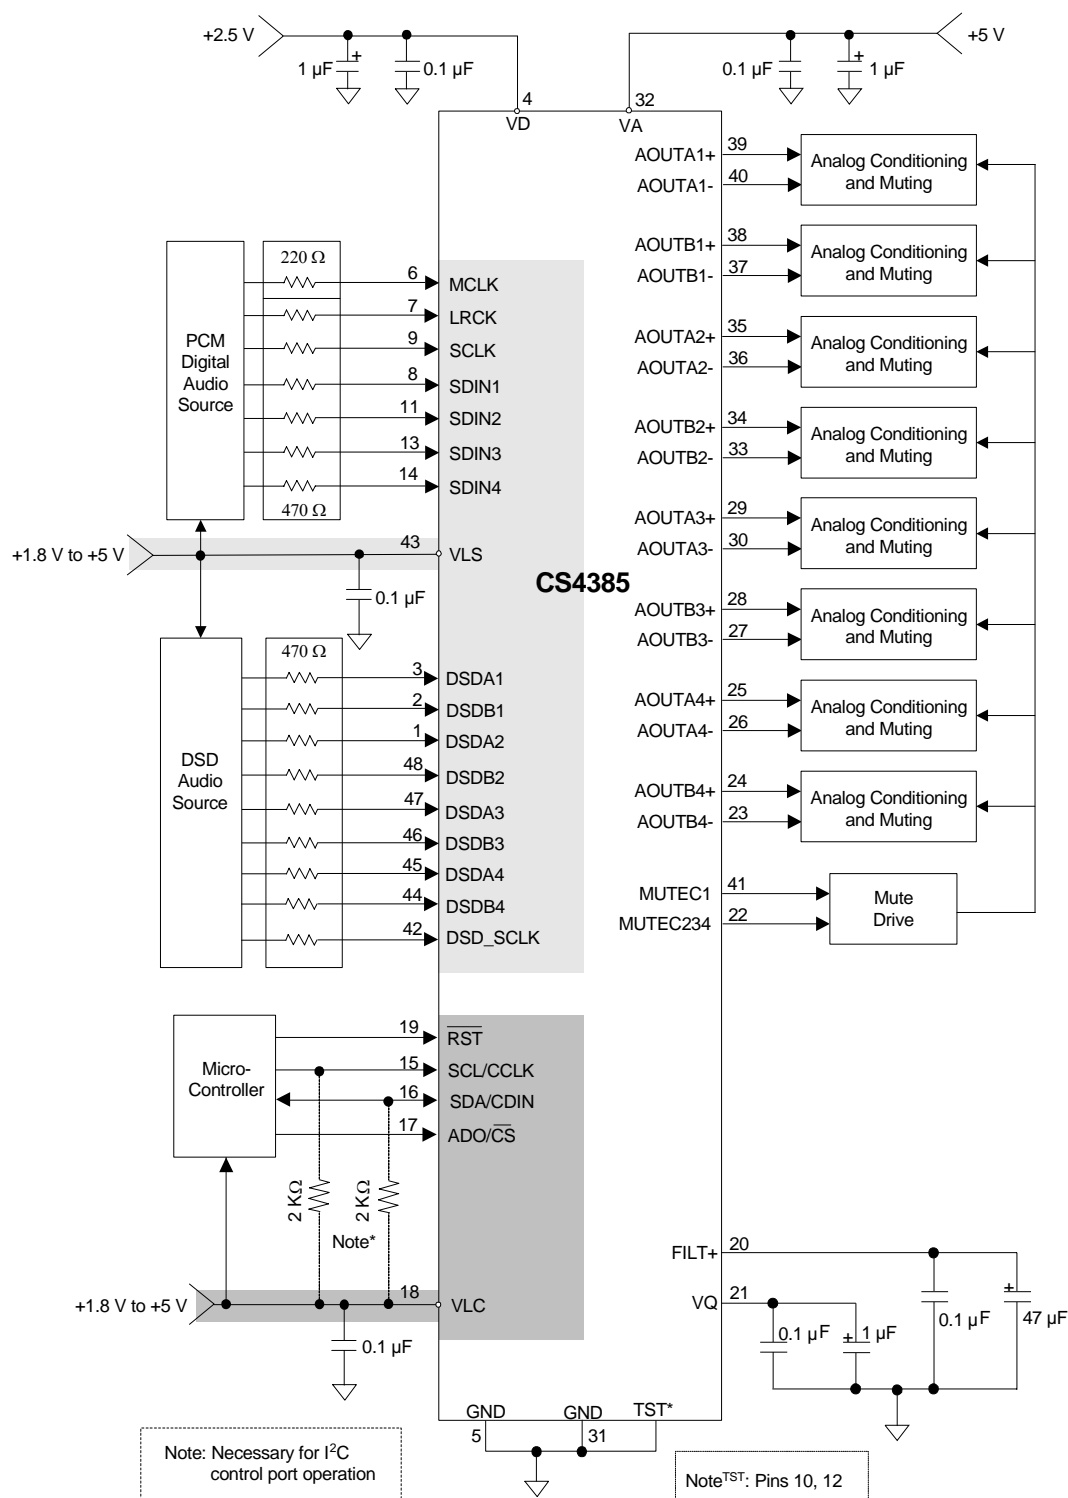 +2.5 V
+5 V
1 µF
+
0.1 µF
0.1 µF
+
1 µF
4
32
VD
VA
PCM
Digital
Audio
Source
220 Ω
470 Ω
6
MCLK
7
LRCK
9
SCLK
8
SDIN1
11
SDIN2
13
SDIN3
14
SDIN4
+1.8 V to +5 V
43
VLS
0.1 µF
CS4385
DSD
Audio
Source
470 Ω
3
DSDA1
2
DSDB1
1
DSDA2
48
DSDB2
47
DSDA3
46
DSDB3
45
DSDA4
44
DSDB4
42
DSD_SCLK
Micro-
Controller
19
RST
15
SCL/CCLK
16
SDA/CDIN
17
ADO/CS
2 KΩ
2 KΩ
Note*
+1.8 V to +5 V
18
VLC
0.1 µF
AOUTA1+
39
AOUTA1-
40
Analog Conditioning
and Muting
AOUTB1+
38
AOUTB1-
37
Analog Conditioning
and Muting
AOUTA2+
35
AOUTA2-
36
Analog Conditioning
and Muting
AOUTB2+
34
AOUTB2-
33
Analog Conditioning
and Muting
AOUTA3+
29
AOUTA3-
30
Analog Conditioning
and Muting
AOUTB3+
28
AOUTB3-
27
Analog Conditioning
and Muting
AOUTA4+
25
AOUTA4-
26
Analog Conditioning
and Muting
AOUTB4+
24
AOUTB4-
23
Analog Conditioning
and Muting
MUTEC1
41
MUTEC234
22
Mute
Drive
FILT+
20
VQ
21
0.1 µF
+
1 µF
0.1 µF
+
47 µF
GND
5
GND
31
TST*
Note: Necessary for I²C
control port operation
Noteᵀˢᵀ: Pins 10, 12